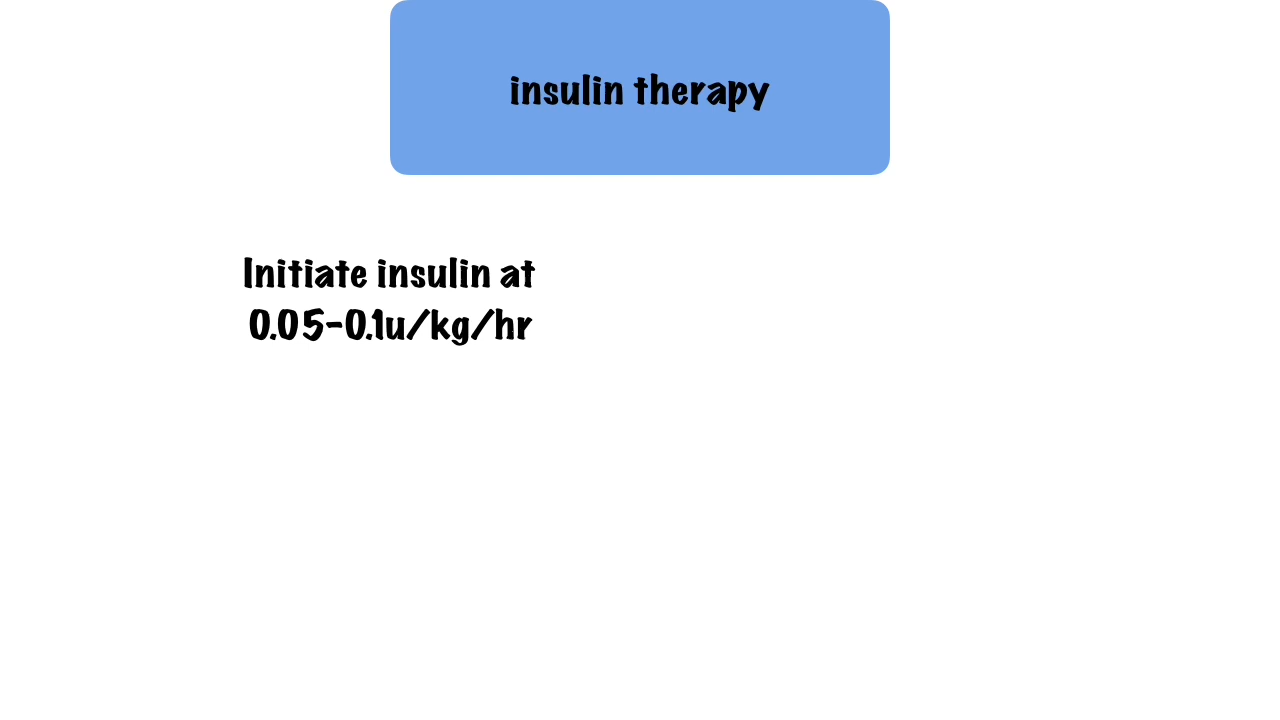 insulin therapy
Initiate insulin at
0.05-0.1u/kg/hr